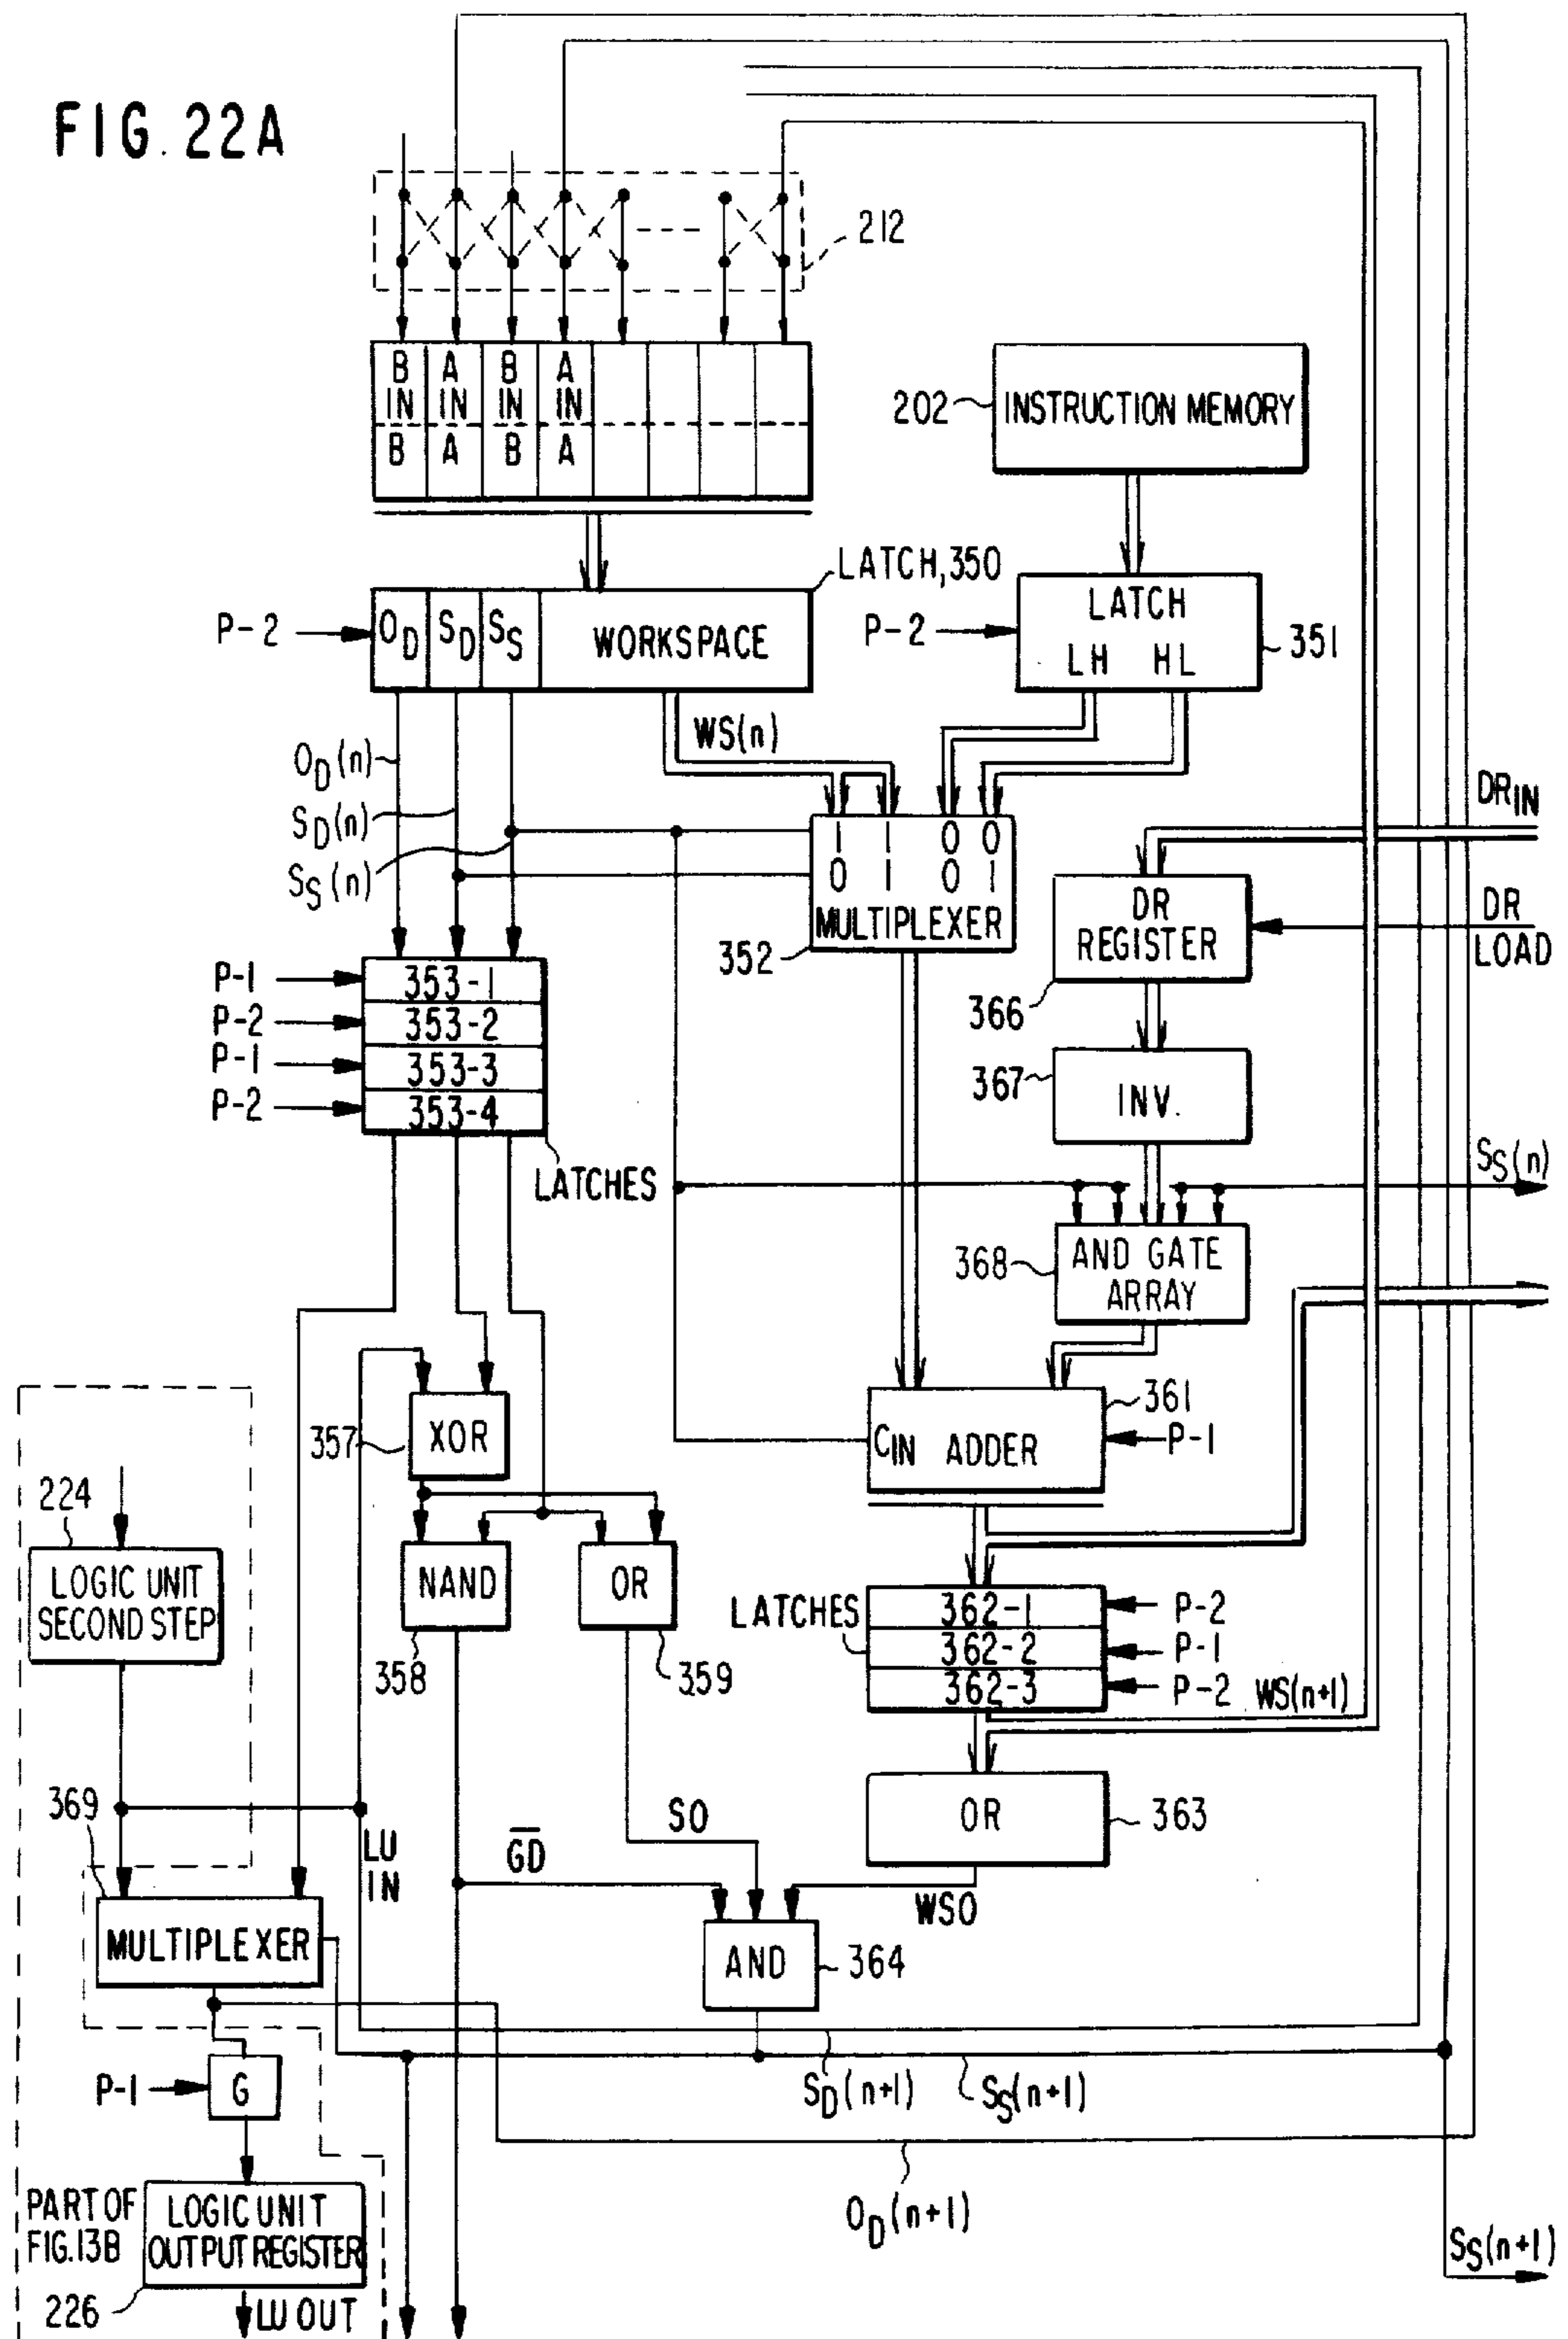 FIG. 22A
212
B IN
A IN
B IN
A IN
B
A
B
A
202
INSTRUCTION MEMORY
LATCH, 350
P-2
OD
SD
SS
WORKSPACE
P-2
LATCH
LH HL
351
WS(n)
OD(n)
SD(n)
SS(n)
1 1 0 0
0 1 0 1
MULTIPLEXER
352
DRIN
DR REGISTER
DR LOAD
366
P-1
353-1
P-2
353-2
P-1
353-3
P-2
353-4
LATCHES
367
INV.
SS(n)
368
AND GATE ARRAY
361
CIN ADDER
P-1
357
XOR
224
LOGIC UNIT
SECOND STEP
NAND
OR
358
359
LATCHES
362-1
P-2
362-2
P-1
362-3
P-2
WS(n+1)
OR
363
369
LU IN
SO
G̅D̅
WSO
MULTIPLEXER
AND
364
P-1
G
SD(n+1)
SS(n+1)
PART OF
FIG.13B
LOGIC UNIT
OUTPUT REGISTER
OD(n+1)
SS(n+1)
226
LU OUT